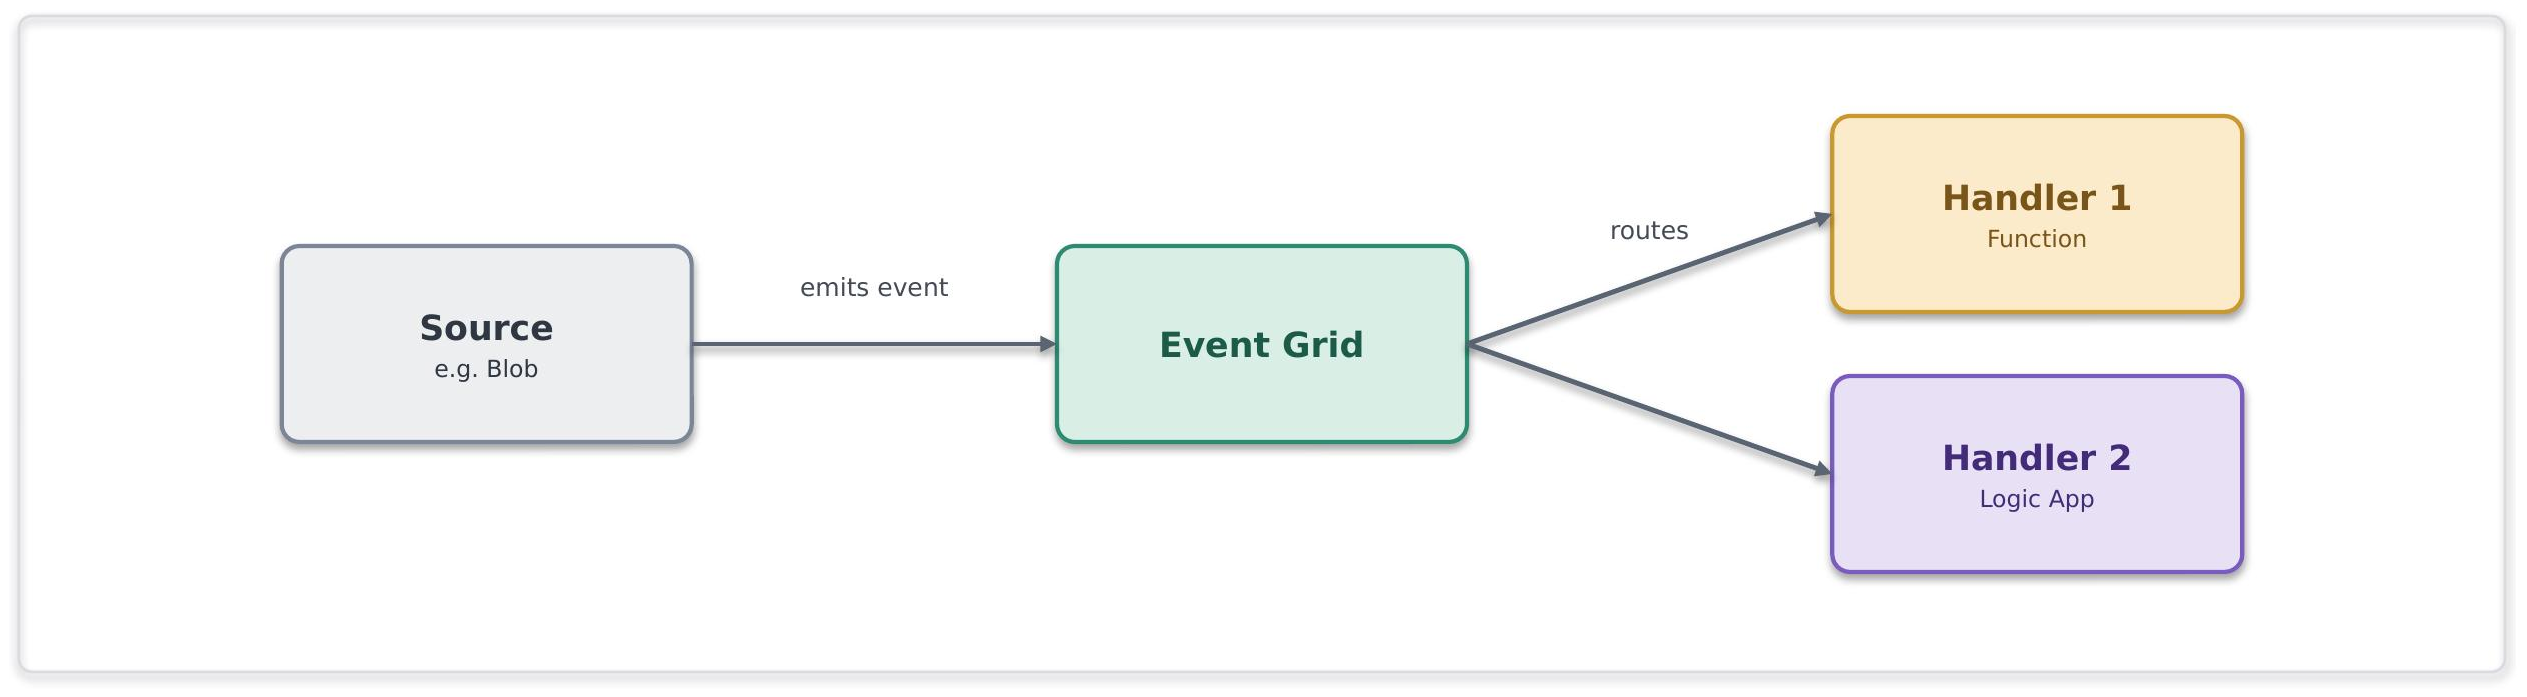 Source
e.g. Blob
emits event
Event Grid
routes
Handler 1
Function
Handler 2
Logic App